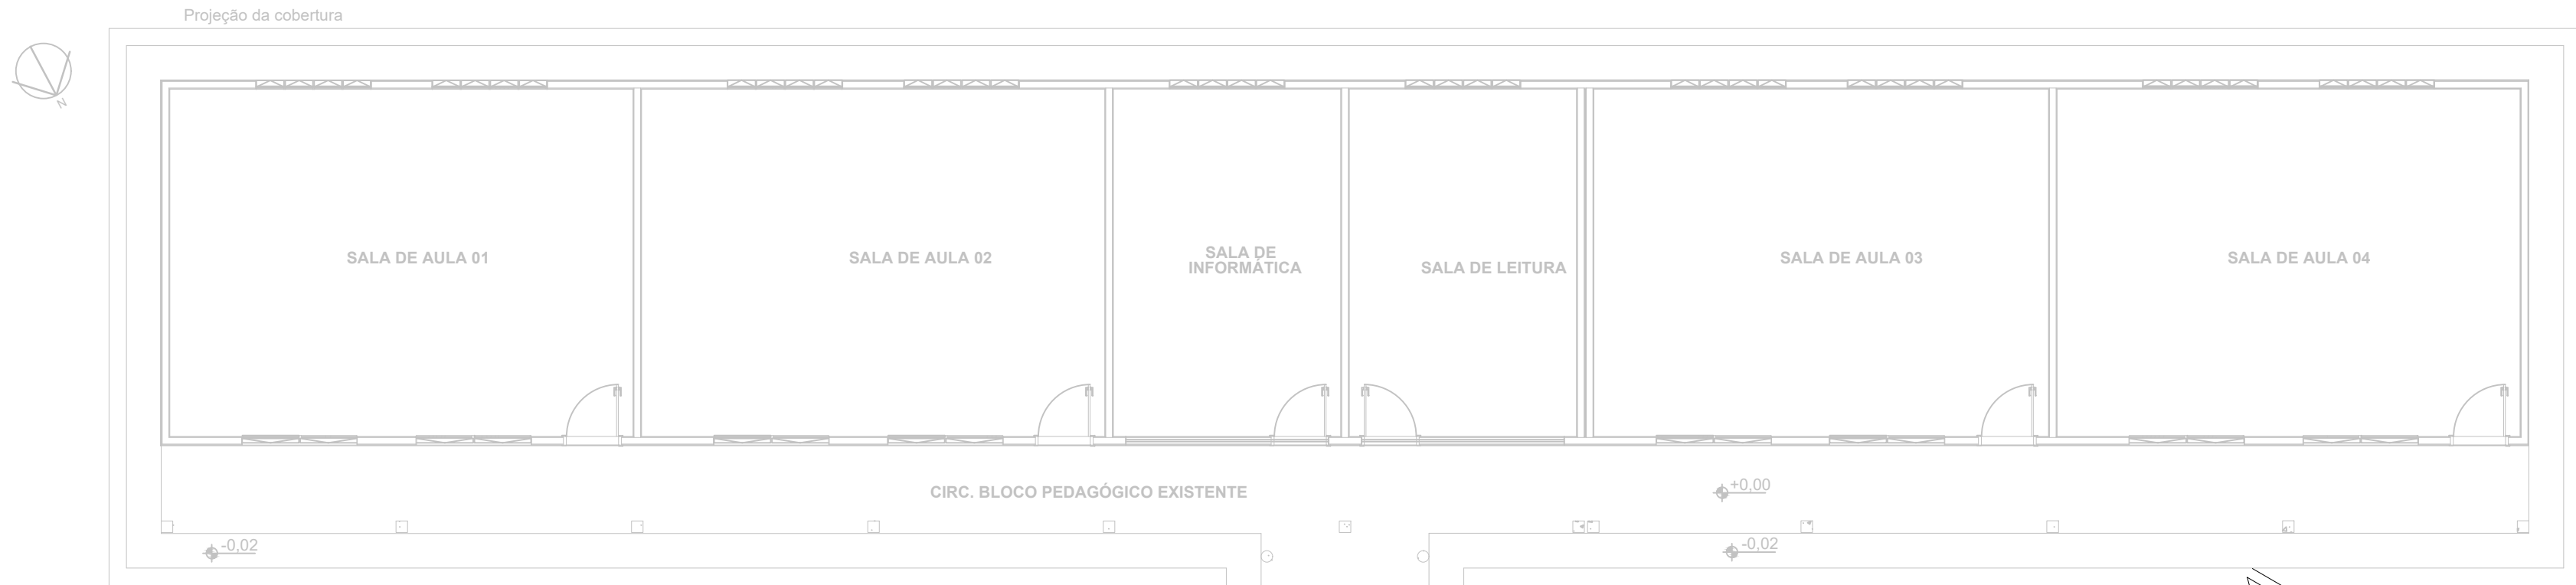 Projeção da cobertura
N
SALA DE AULA 01
SALA DE AULA 02
SALA DE
INFORMÁTICA
SALA DE LEITURA
SALA DE AULA 03
SALA DE AULA 04
CIRC. BLOCO PEDAGÓGICO EXISTENTE
+0,00
-0,02
-0,02